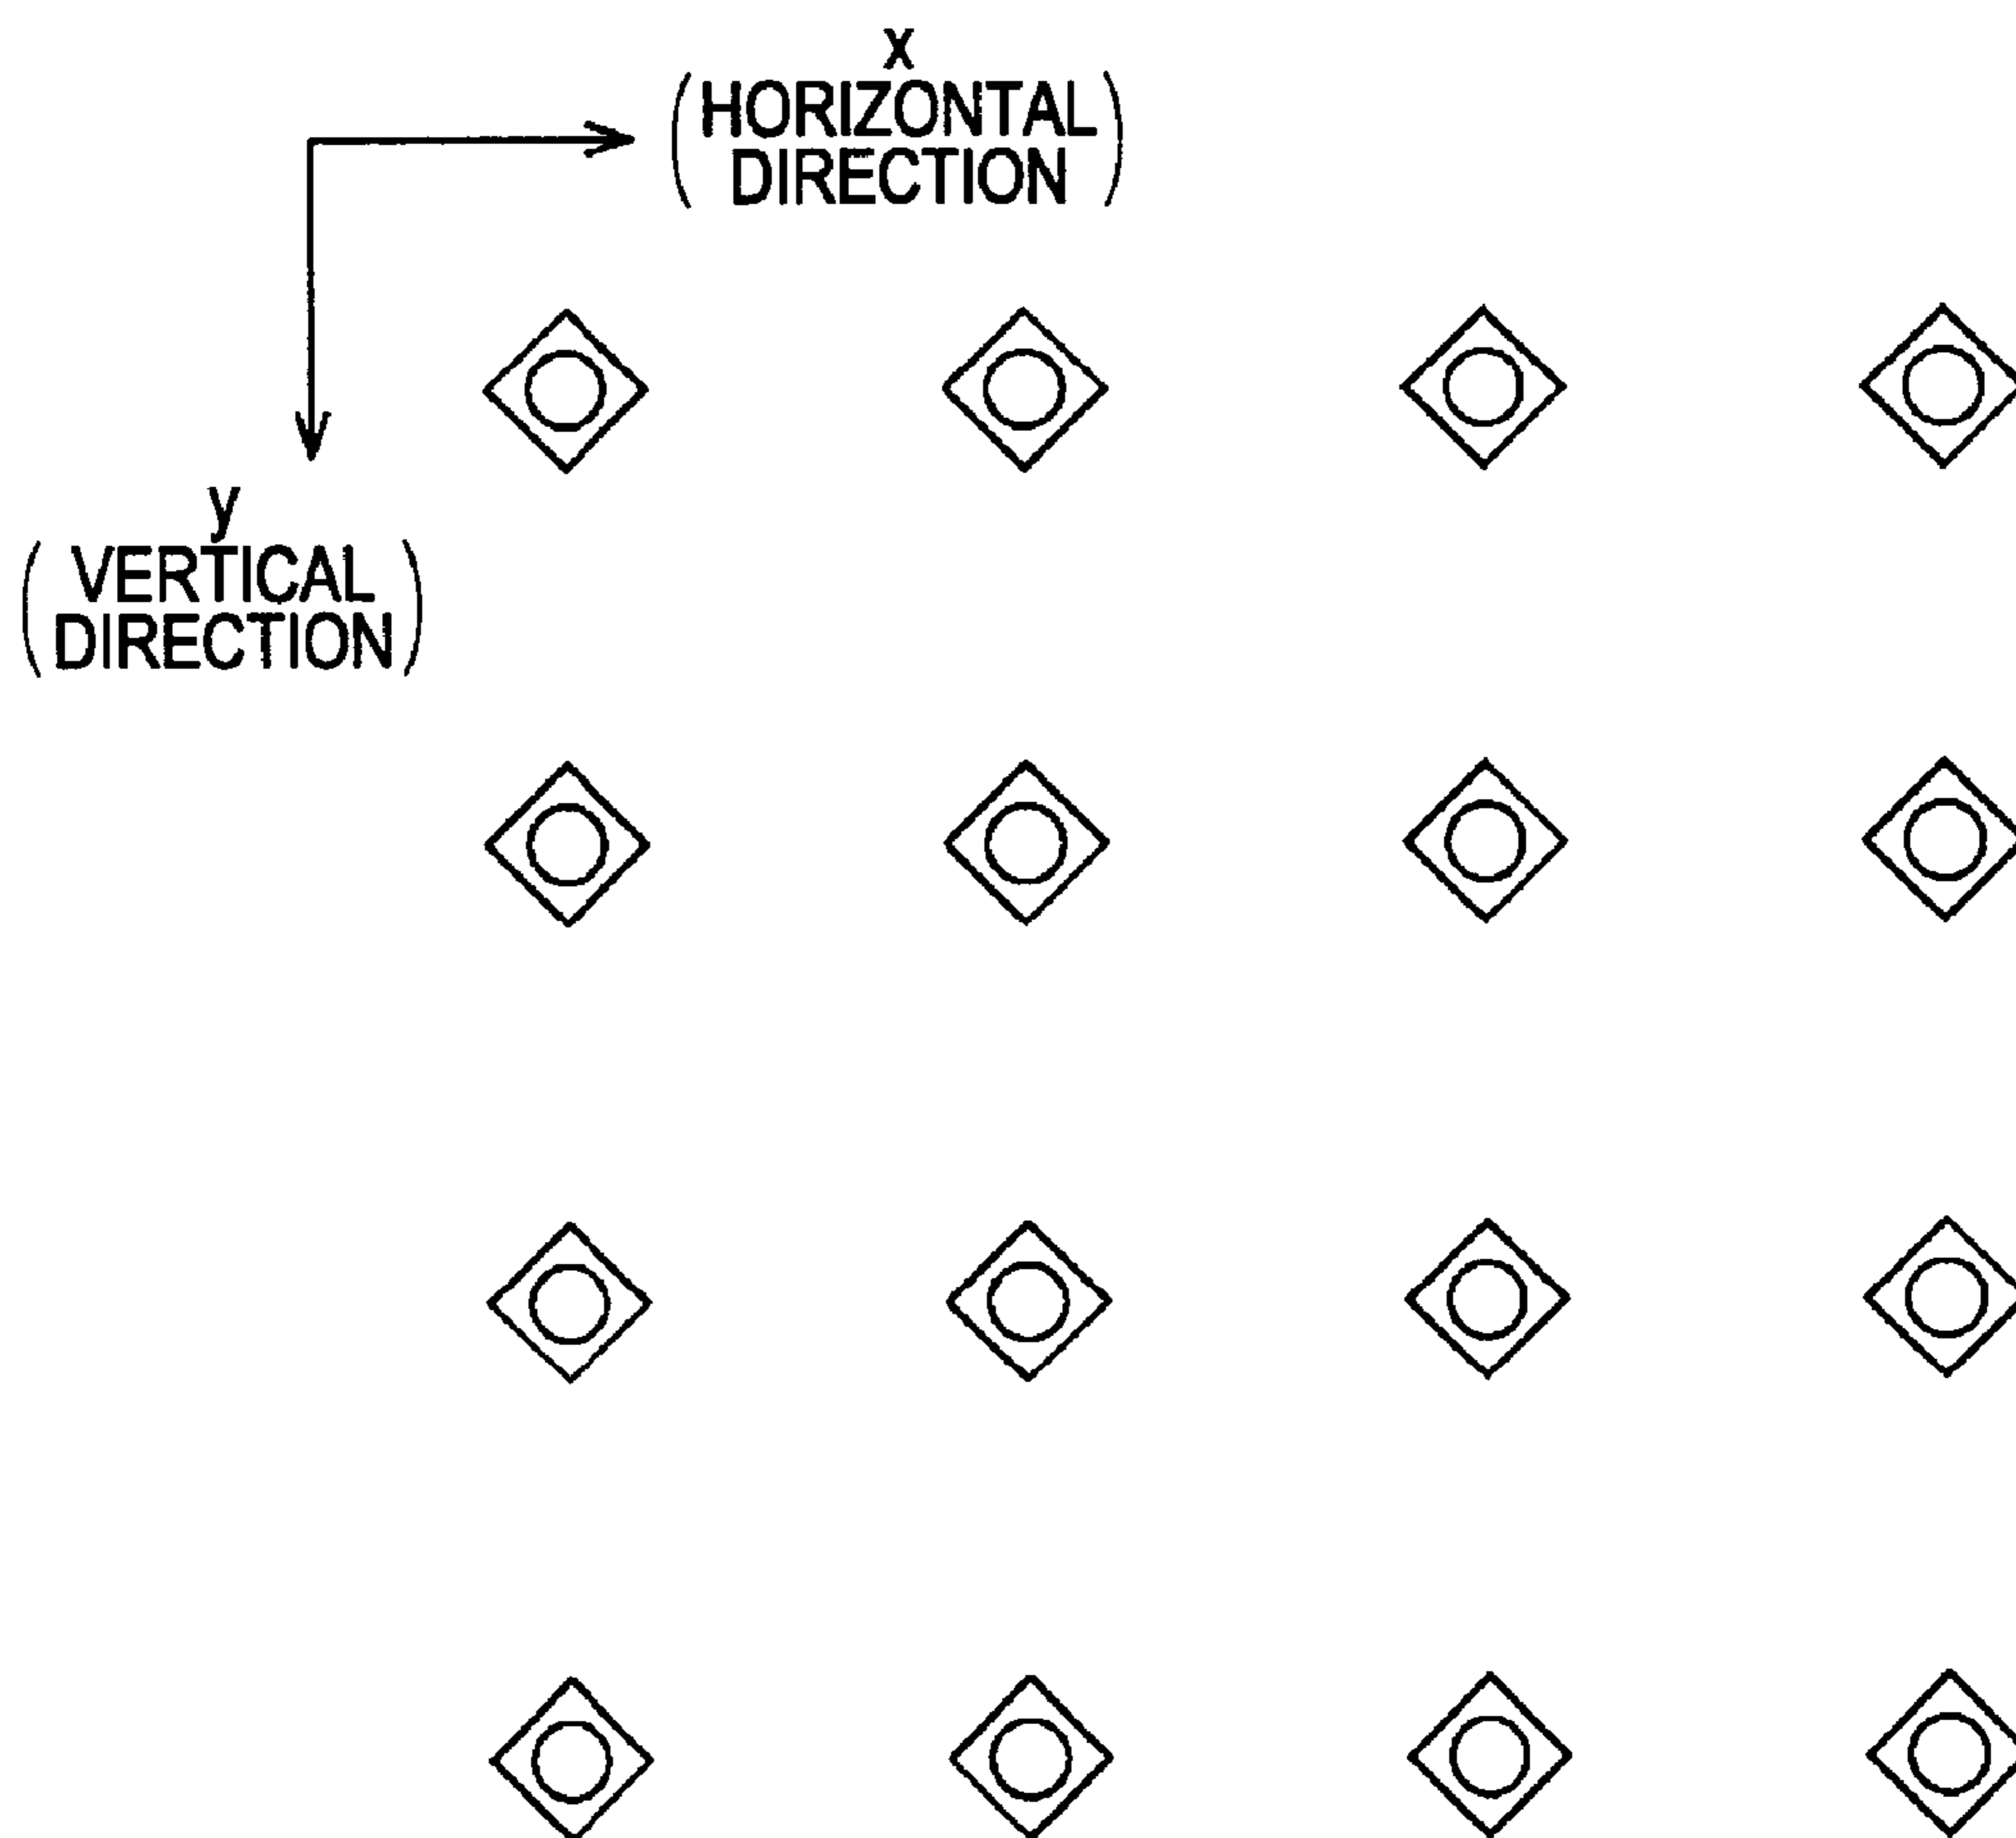 x
(HORIZONTAL
DIRECTION)
y
(VERTICAL
DIRECTION)